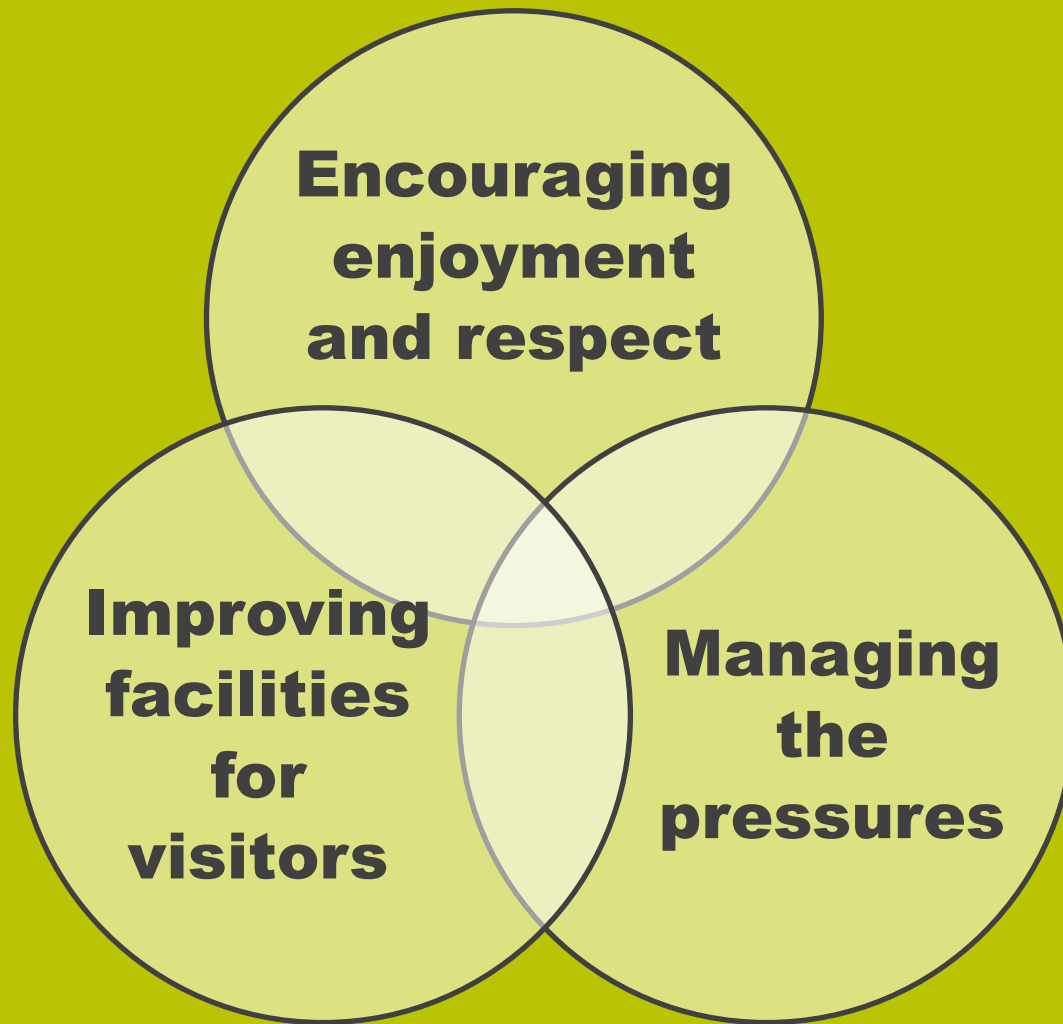 Encouraging
enjoyment
and respect
Improving
facilities
for
visitors
Managing
the
pressures